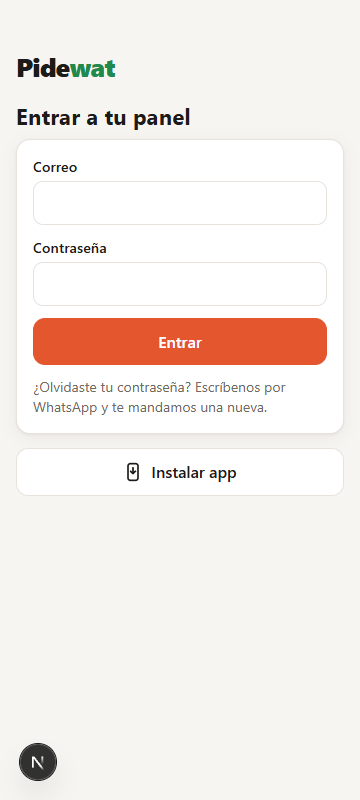 Pidewat
Entrar a tu panel
Correo
Contraseña
Entrar
¿Olvidaste tu contraseña? Escríbenos por
WhatsApp y te mandamos una nueva.
Instalar app
N